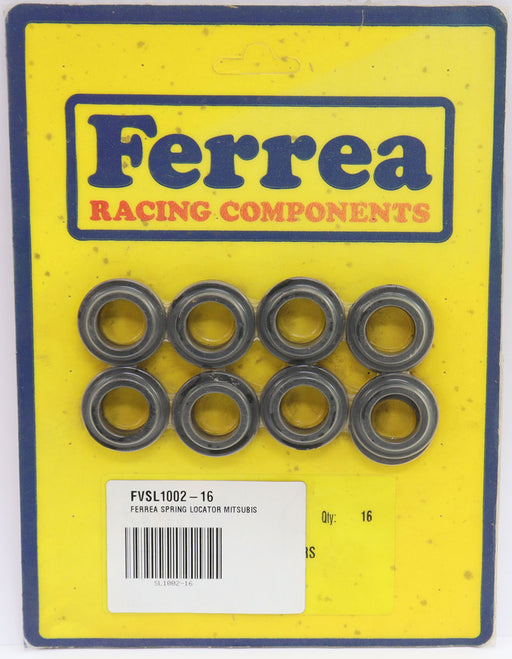 Ferrea
RACING COMPONENTS
FVSL1002-16
FERREA SPRING LOCATOR MITSUBIS
Qty: 16
RS
SL1002-16